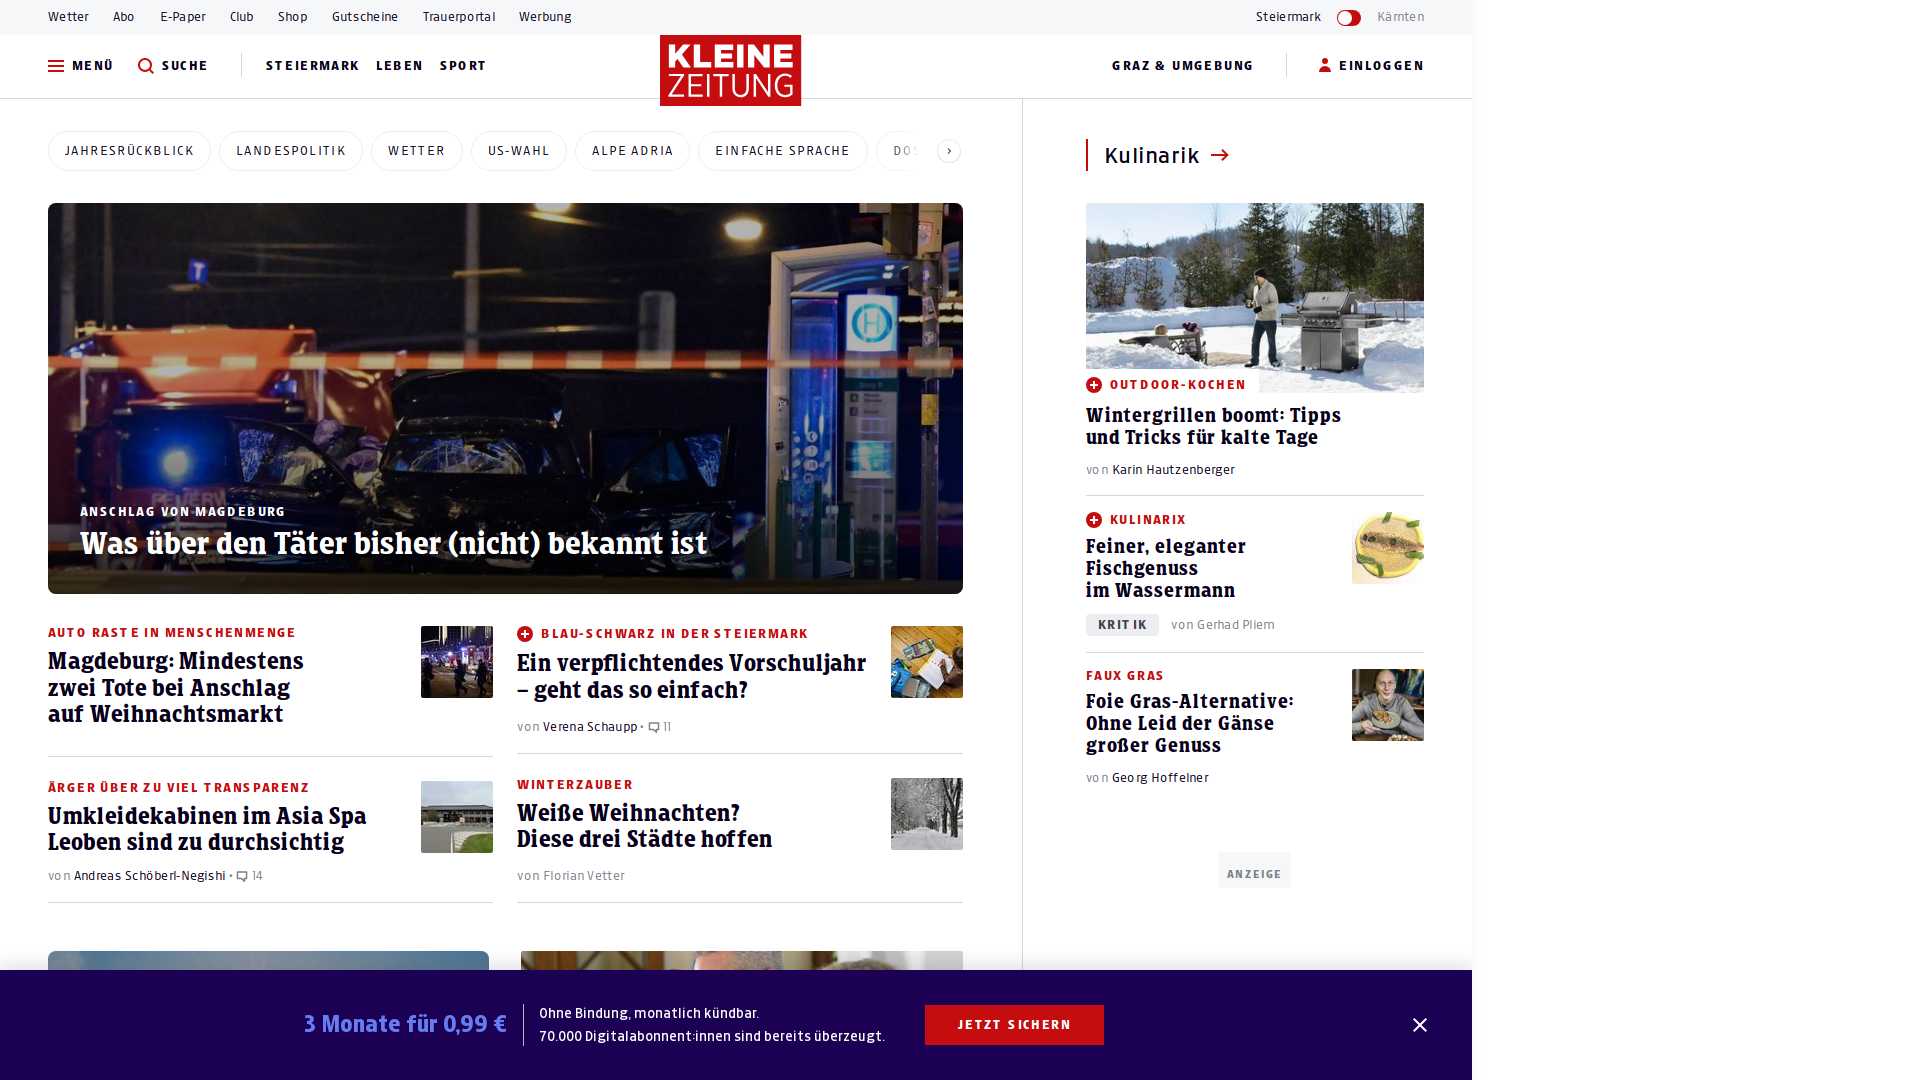 Wetter Abo E-Paper Club Shop Gutscheine Trauerportal Werbung Steiermark Kärnten
MENÜ SUCHE STEIERMARK LEBEN SPORT KLEINE ZEITUNG GRAZ & UMGEBUNG EINLOGGEN
JAHRESRÜCKBLICK LANDESPOLITIK WETTER US-WAHL ALPE ADRIA EINFACHE SPRACHE
ANSCHLAG VON MAGDEBURG
Was über den Täter bisher (nicht) bekannt ist
AUTO RASTE IN MENSCHENMENGE
Magdeburg: Mindestens
zwei Tote bei Anschlag
auf Weihnachtsmarkt
BLAU-SCHWARZ IN DER STEIERMARK
Ein verpflichtendes Vorschuljahr
– geht das so einfach?
von Verena Schaupp • 11
ÄRGER ÜBER ZU VIEL TRANSPARENZ
Umkleidekabinen im Asia Spa
Leoben sind zu durchsichtig
von Andreas Schöberl-Negishi • 14
WINTERZAUBER
Weiße Weihnachten?
Diese drei Städte hoffen
von Florian Vetter
Kulinarik
OUTDOOR-KOCHEN
Wintergrillen boomt: Tipps
und Tricks für kalte Tage
von Karin Hautzenberger
KULINARIX
Feiner, eleganter
Fischgenuss
im Wassermann
KRITIK von Gerhad Pliem
FAUX GRAS
Foie Gras-Alternative:
Ohne Leid der Gänse
großer Genuss
von Georg Hoffelner
ANZEIGE
3 Monate für 0,99 €
Ohne Bindung, monatlich kündbar.
70.000 Digitalabonnent:innen sind bereits überzeugt.
JETZT SICHERN